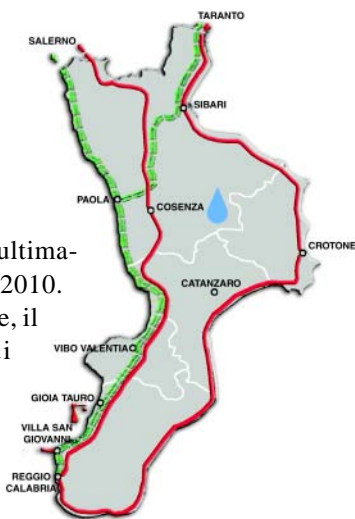 TARANTO
SALERNO
SIBARI
PAOLA
COSENZA
ultima-
CROTONE
2010.
CATANZARO
e, il
VIBO VALENTIA
GIOIA TAURO
VILLA SAN
GIOVANNI
REGGIO
CALABRIA